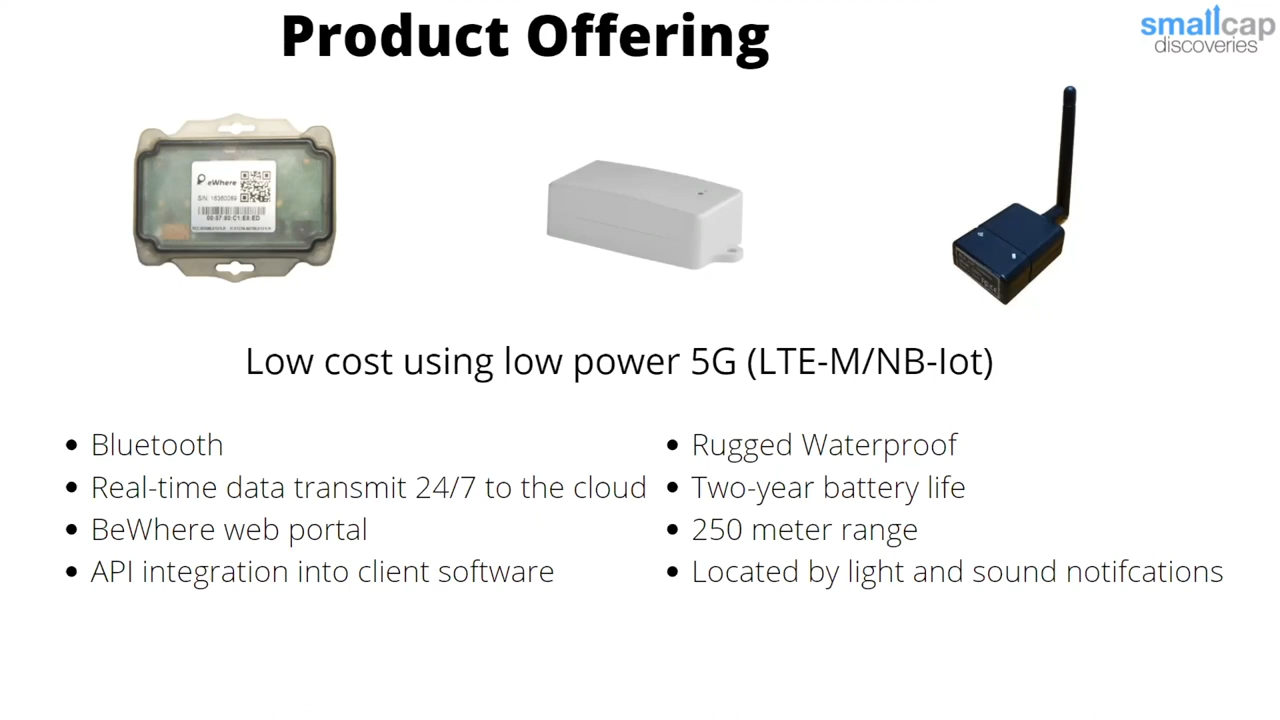 Product Offering
smallcap
discoveries
eWhere
Low cost using low power 5G (LTE-M/NB-Iot)
Bluetooth
Real-time data transmit 24/7 to the cloud
BeWhere web portal
API integration into client software
Rugged Waterproof
Two-year battery life
250 meter range
Located by light and sound notifcations